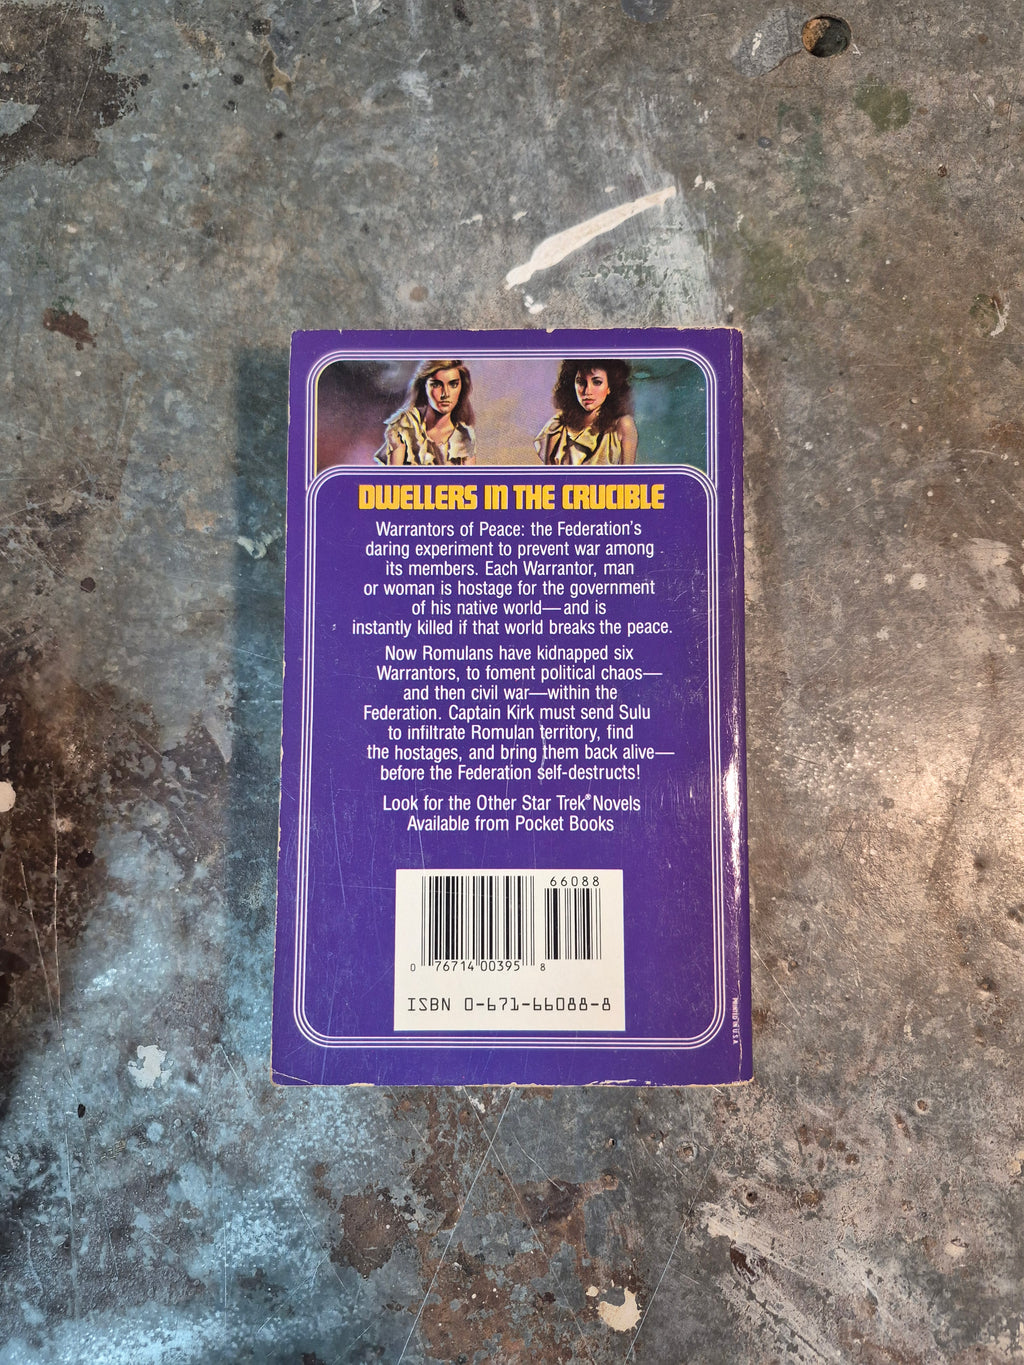 DWELLERS IN THE CRUCIBLE
Warrantors of Peace: the Federation's
daring experiment to prevent war among
its members. Each Warrantor, man
or woman is hostage for the government
of his native world—and is
instantly killed if that world breaks the peace.
Now Romulans have kidnapped six
Warrantors, to foment political chaos—
and then civil war—within the
Federation. Captain Kirk must send Sulu
to infiltrate Romulan territory, find
the hostages, and bring them back alive—
before the Federation self-destructs!
Look for the Other Star Trek® Novels
Available from Pocket Books
66088
0 76714 00395 8
ISBN 0-671-66088-8
PRINTED IN U.S.A.